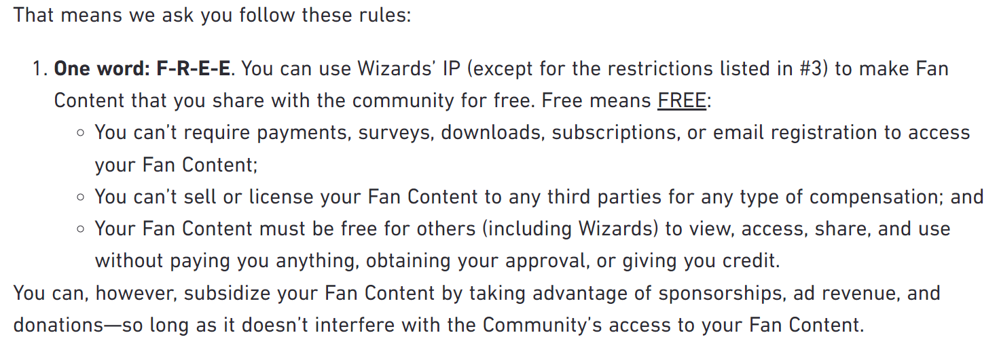 That means we ask you follow these rules:
1. One word: F-R-E-E. You can use Wizards’ IP (except for the restrictions listed in #3) to make Fan
Content that you share with the community for free. Free means FREE:
◦ You can’t require payments, surveys, downloads, subscriptions, or email registration to access
your Fan Content;
◦ You can’t sell or license your Fan Content to any third parties for any type of compensation; and
◦ Your Fan Content must be free for others (including Wizards) to view, access, share, and use
without paying you anything, obtaining your approval, or giving you credit.
You can, however, subsidize your Fan Content by taking advantage of sponsorships, ad revenue, and
donations—so long as it doesn’t interfere with the Community’s access to your Fan Content.